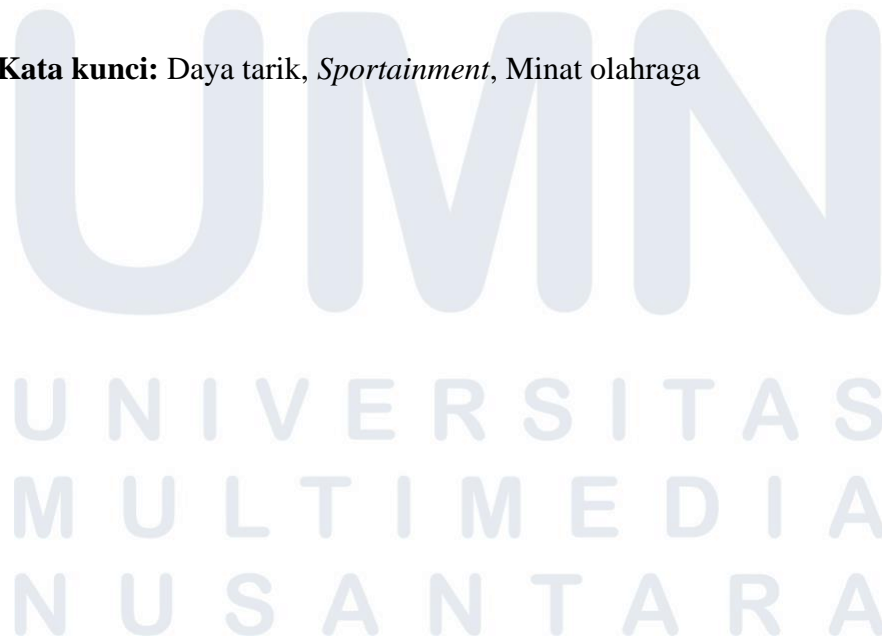 Kata kunci: Daya tarik, Sportainment, Minat olahraga
UMN
UNIVERSITAS
MULTIMEDIA
NUSANTARA